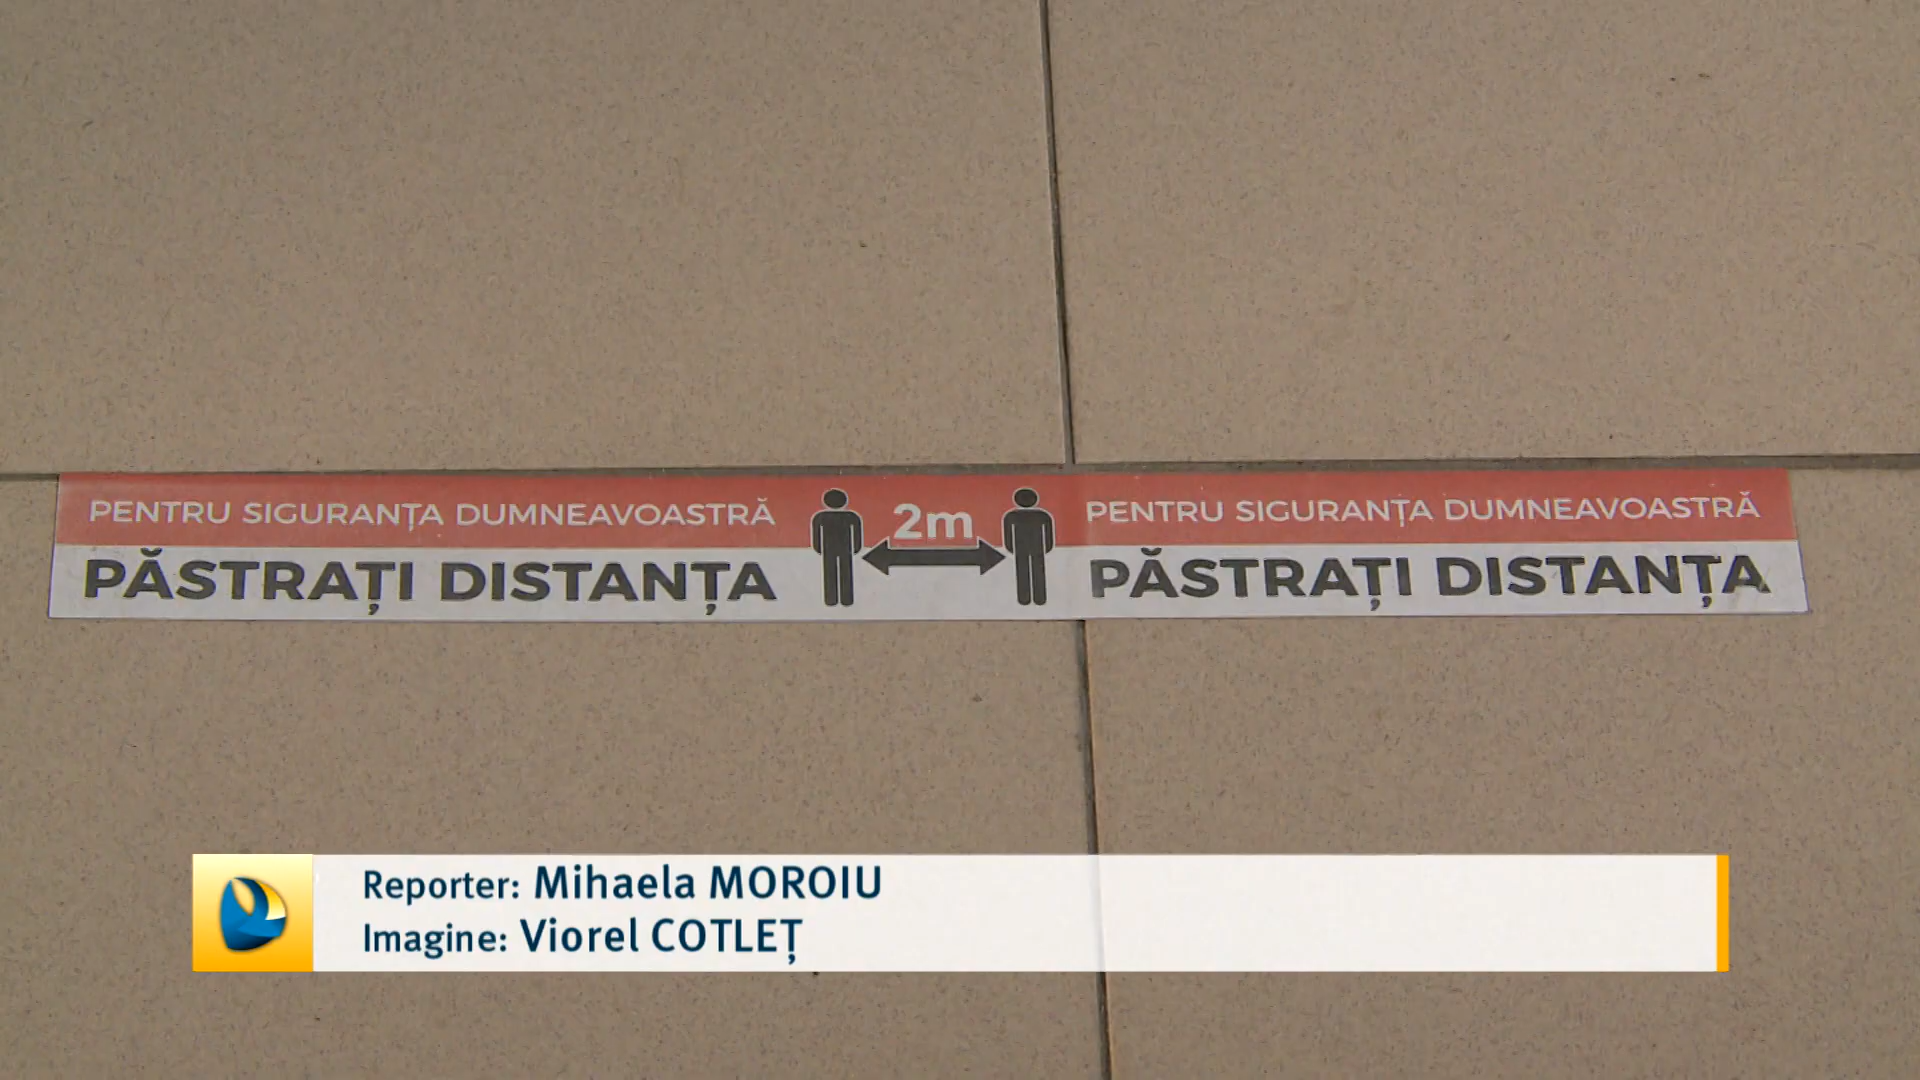 PENTRU SIGURANȚA DUMNEAVOASTRĂ
PĂSTRAȚI DISTANȚA
2m
PENTRU SIGURANȚA DUMNEAVOASTRĂ
PĂSTRAȚI DISTANȚA
Reporter: Mihaela MOROIU
Imagine: Viorel COTLEȚ